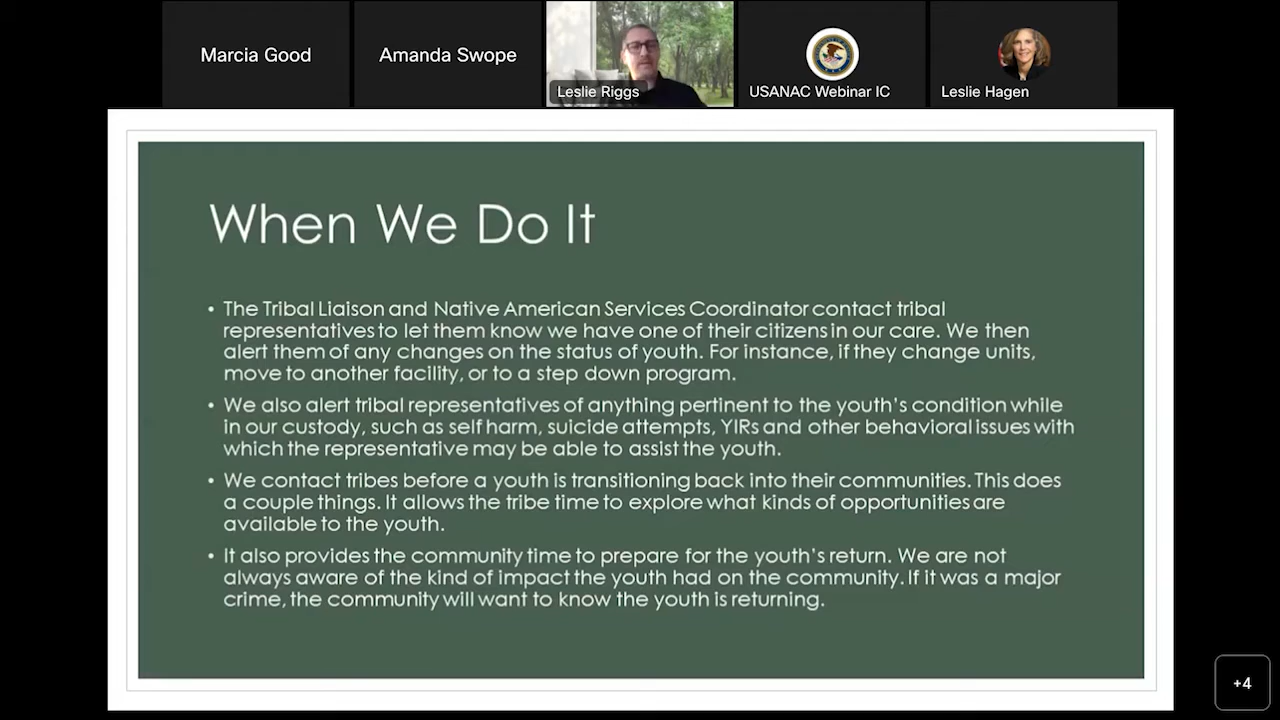 Marcia Good
Amanda Swope
Leslie Riggs
USANAC Webinar IC
Leslie Hagen
When We Do It
• The Tribal Liaison and Native American Services Coordinator contact tribal
representatives to let them know we have one of their citizens in our care. We then
alert them of any changes on the status of youth. For instance, if they change units,
move to another facility, or to a step down program.
• We also alert tribal representatives of anything pertinent to the youth's condition while
in our custody, such as self harm, suicide attempts, YIRs and other behavioral issues with
which the representative may be able to assist the youth.
• We contact tribes before a youth is transitioning back into their communities. This does
a couple things. It allows the tribe time to explore what kinds of opportunities are
available to the youth.
• It also provides the community time to prepare for the youth's return. We are not
always aware of the kind of impact the youth had on the community. If it was a major
crime, the community will want to know the youth is returning.
+4